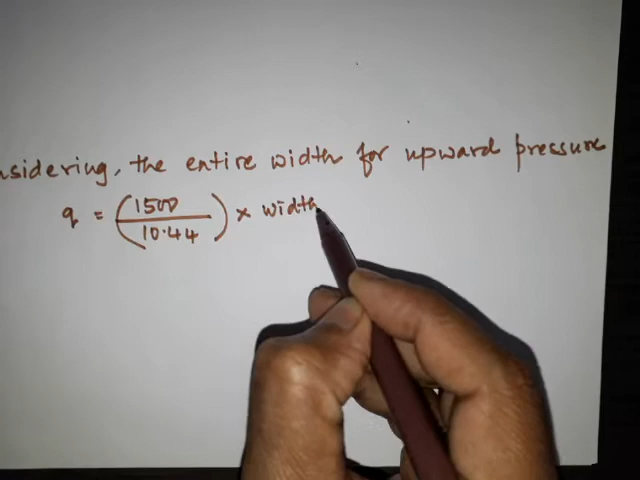 nsidering, the entire width for upward pressure
q = (1500 / 10.44) × width